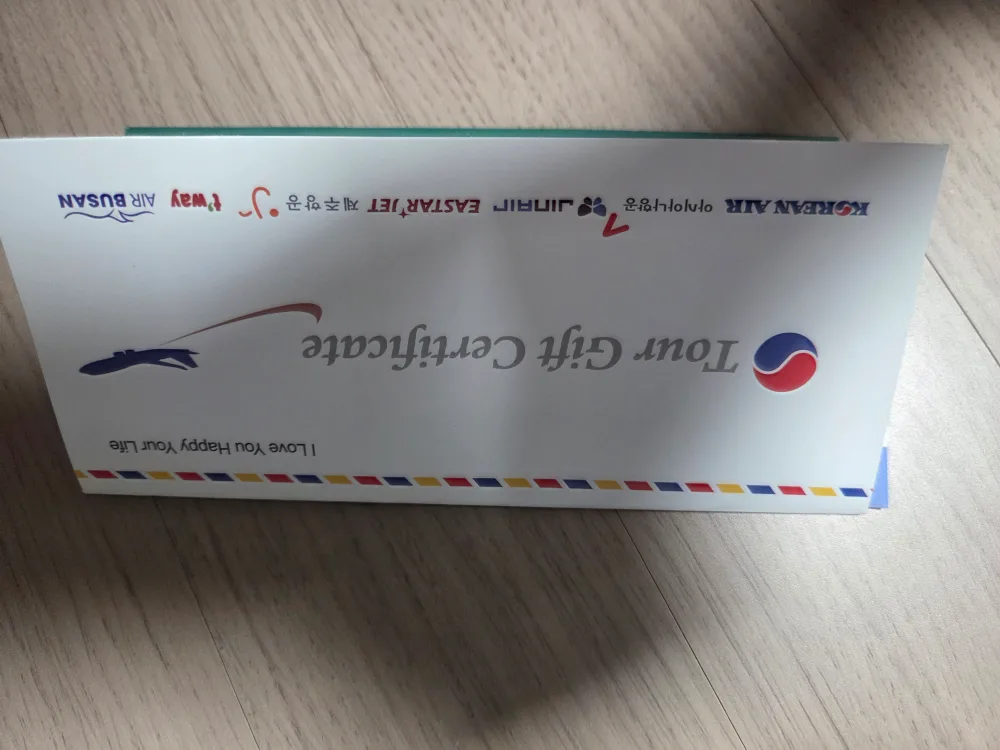 I Love You Happy Your Life
Tour Gift Certificate
KOREAN AIR 아시아나항공 JINAIR EASTAR JET 제주항공 t'way AIR BUSAN